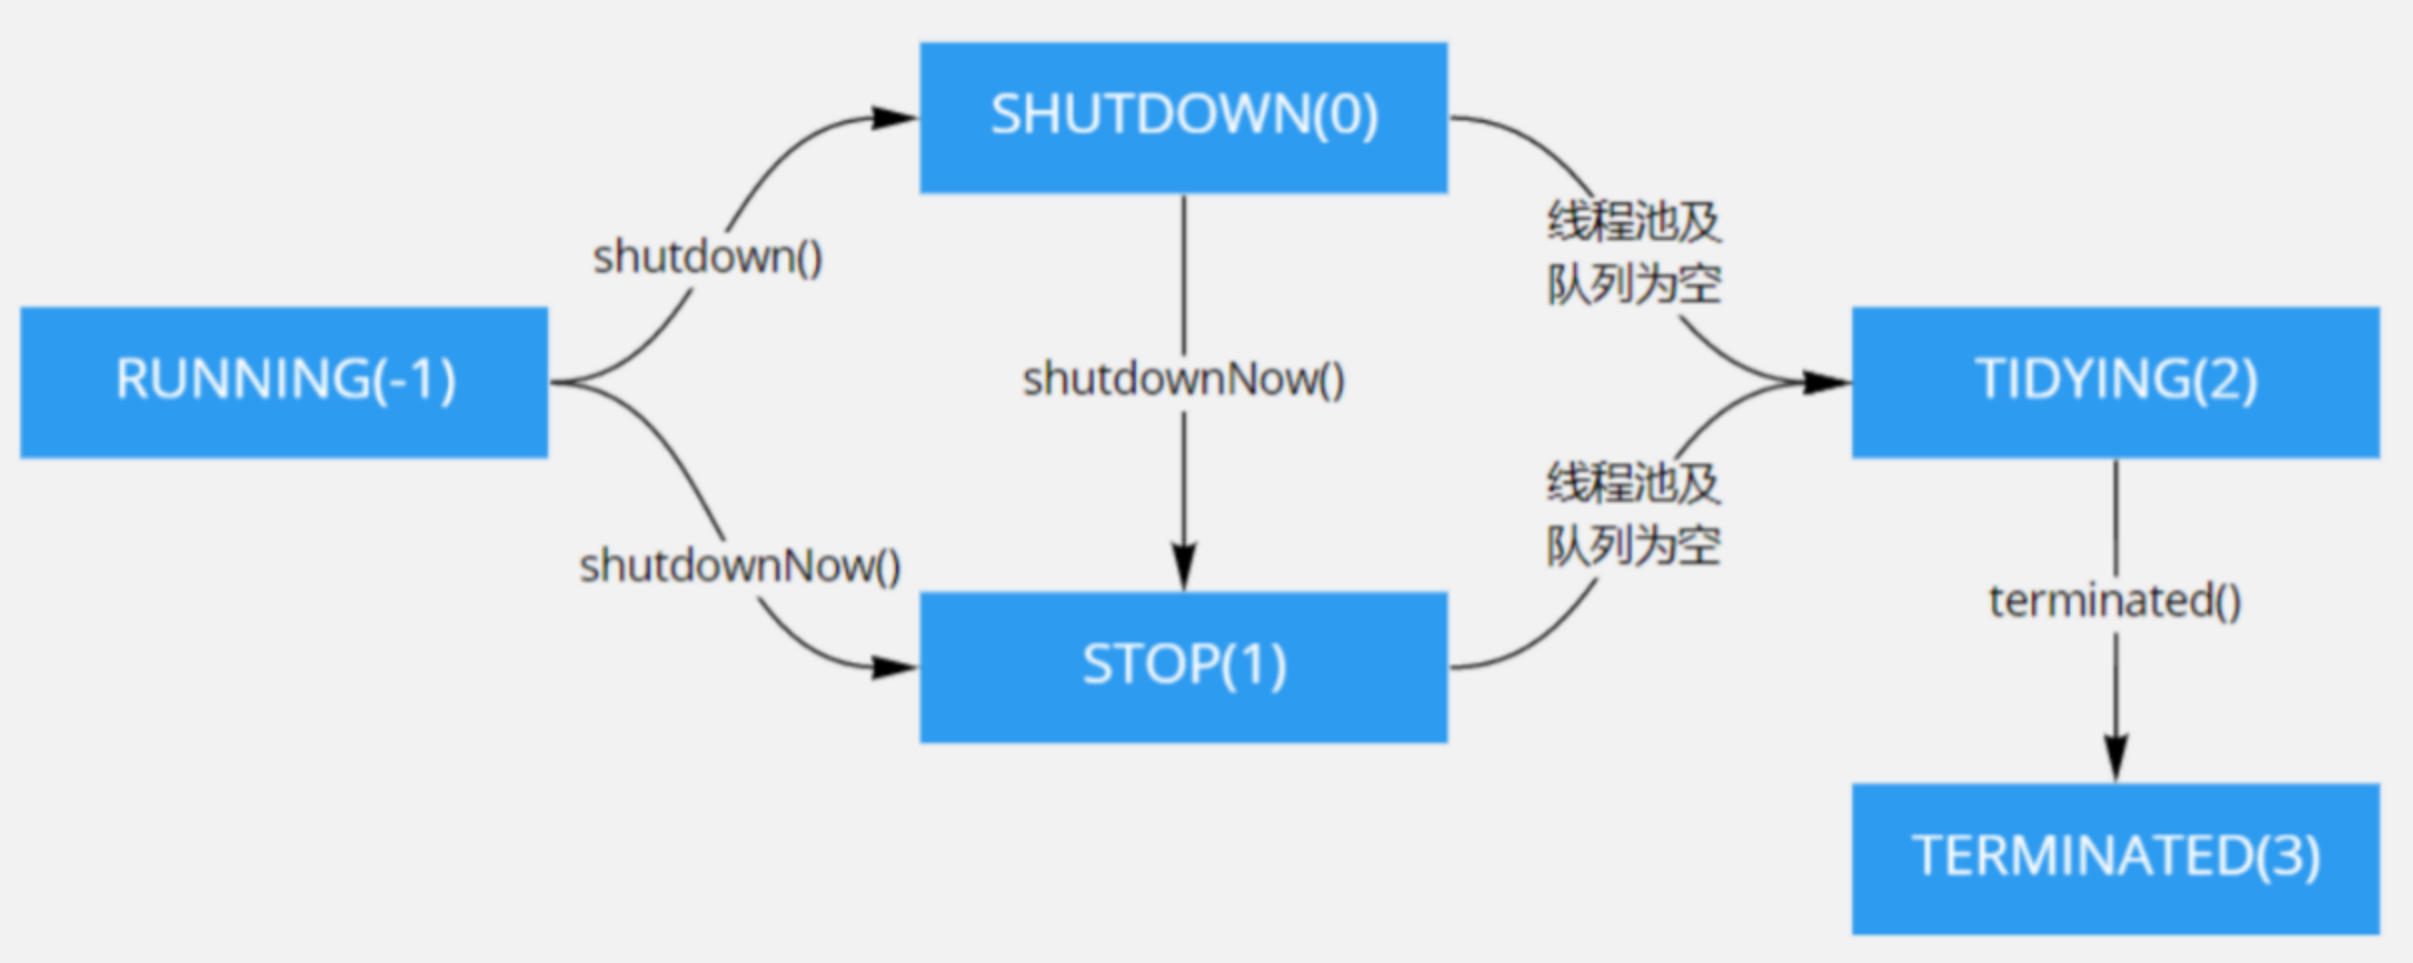 SHUTDOWN(0)
shutdown()
线程池及
队列为空
RUNNING(-1)
shutdownNow()
TIDYING(2)
线程池及
队列为空
shutdownNow()
terminated()
STOP(1)
TERMINATED(3)